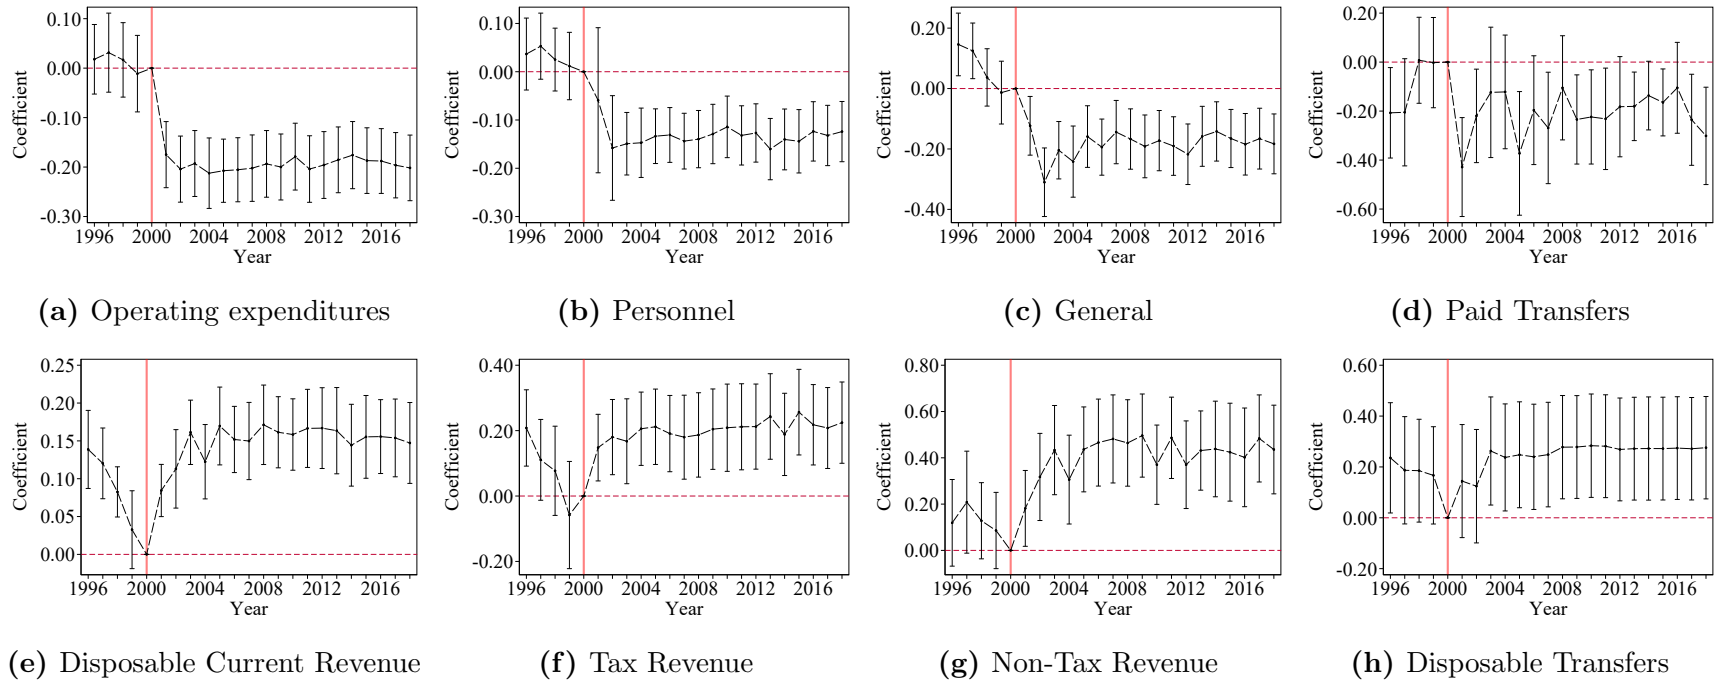 0.10
0.00
-0.10
-0.20
-0.30
Coefficient
1996 2000 2004 2008 2012 2016
Year
(a) Operating expenditures
0.10
0.00
-0.10
-0.20
-0.30
Coefficient
1996 2000 2004 2008 2012 2016
Year
(b) Personnel
0.20
0.00
-0.20
-0.40
Coefficient
1996 2000 2004 2008 2012 2016
Year
(c) General
0.20
0.00
-0.20
-0.40
-0.60
Coefficient
1996 2000 2004 2008 2012 2016
Year
(d) Paid Transfers
0.25
0.20
0.15
0.10
0.05
0.00
Coefficient
1996 2000 2004 2008 2012 2016
Year
(e) Disposable Current Revenue
0.40
0.20
0.00
-0.20
Coefficient
1996 2000 2004 2008 2012 2016
Year
(f) Tax Revenue
0.80
0.60
0.40
0.20
0.00
Coefficient
1996 2000 2004 2008 2012 2016
Year
(g) Non-Tax Revenue
0.60
0.40
0.20
0.00
-0.20
Coefficient
1996 2000 2004 2008 2012 2016
Year
(h) Disposable Transfers